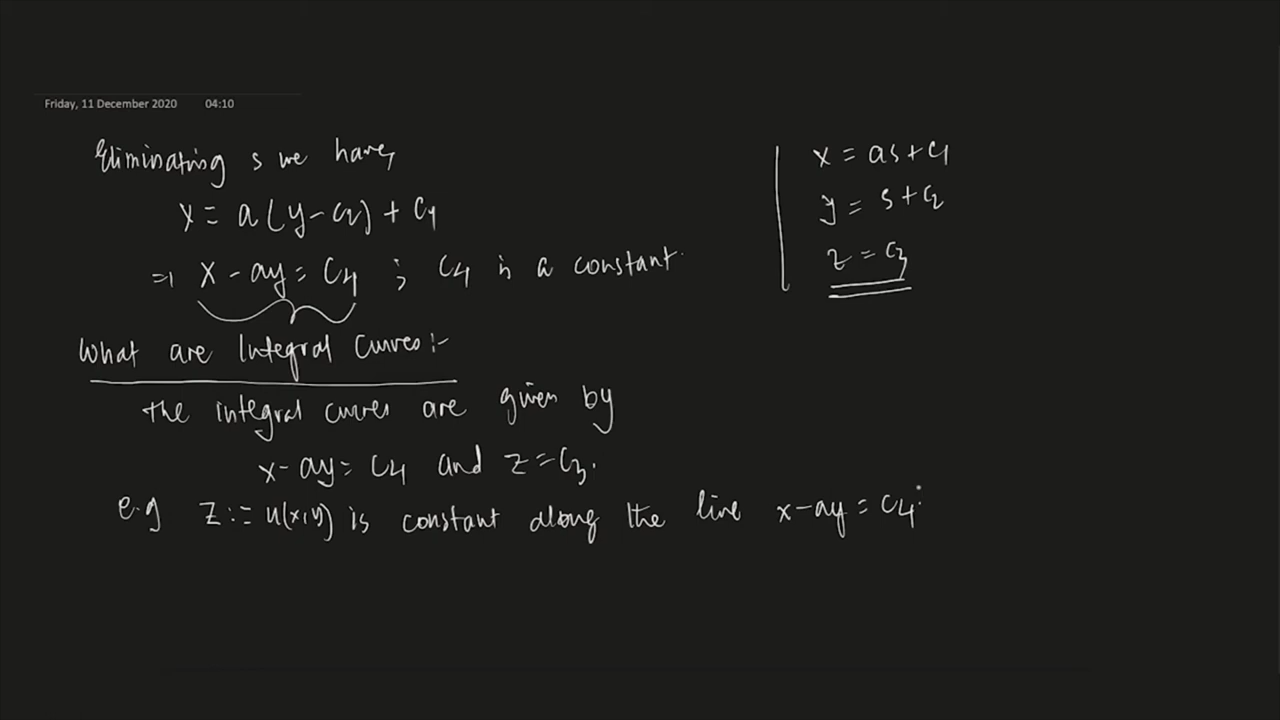 Friday, 11 December 2020 04:10
Eliminating s we have,
x = a(y-c2) + c1
=> x - ay = c4 ; c4 is a constant.
x = as + c1
y = s + c2
z = c3
What are Integral Curves:-
the integral curves are given by
x - ay = c4 and z = c3.
e.g z := u(x,y) is constant along the line x - ay = c4.